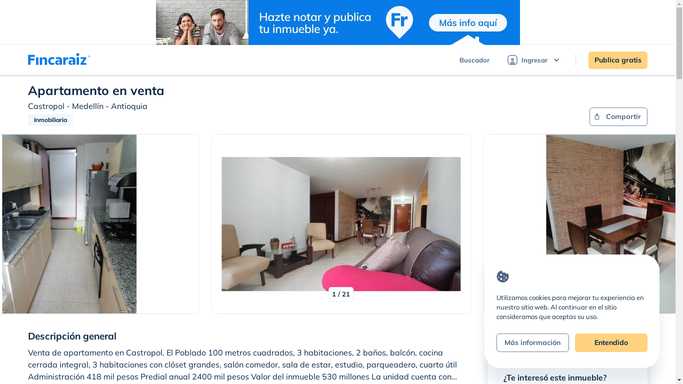 Hazte notar y publica
tu inmueble ya.
Fr
Más info aquí
Fincaraiz
Buscador
Ingresar
Publica gratis
Apartamento en venta
Castropol - Medellín - Antioquia
Inmobiliaria
Compartir
1 / 21
Utilizamos cookies para mejorar tu experiencia en
nuestro sitio web. Al continuar en el sitio
consideramos que aceptas su uso.
Más información
Entendido
Descripción general
Venta de apartamento en Castropol. El Poblado 100 metros cuadrados, 3 habitaciones, 2 baños, balcón, cocina
cerrada integral, 3 habitaciones con clóset grandes, salón comedor, sala de estar, estudio, parqueadero, cuarto útil
Administración 418 mil pesos Predial anual 2400 mil pesos Valor del inmueble 530 millones La unidad cuenta con...
¿Te interesó este inmueble?